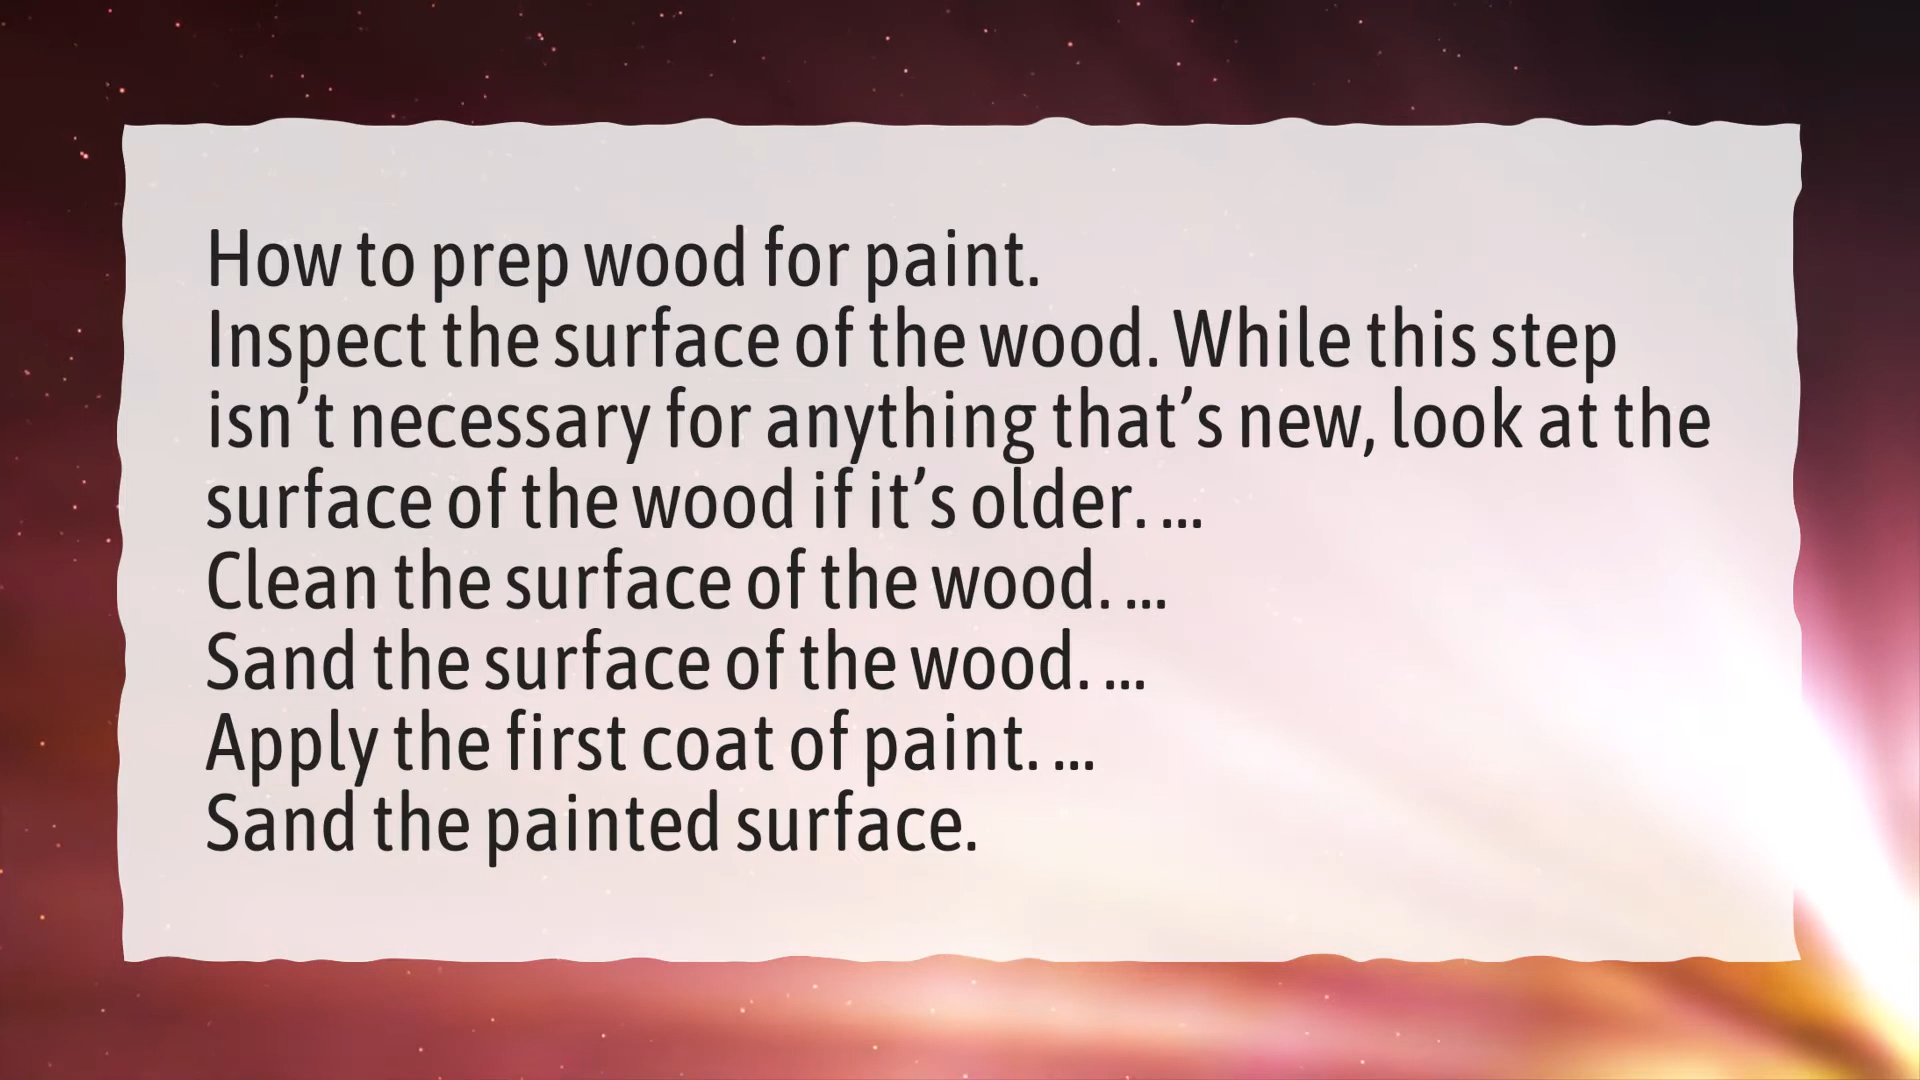 How to prep wood for paint.
Inspect the surface of the wood. While this step
isn’t necessary for anything that’s new, look at the
surface of the wood if it’s older. ...
Clean the surface of the wood. ...
Sand the surface of the wood. ...
Apply the first coat of paint. ...
Sand the painted surface.